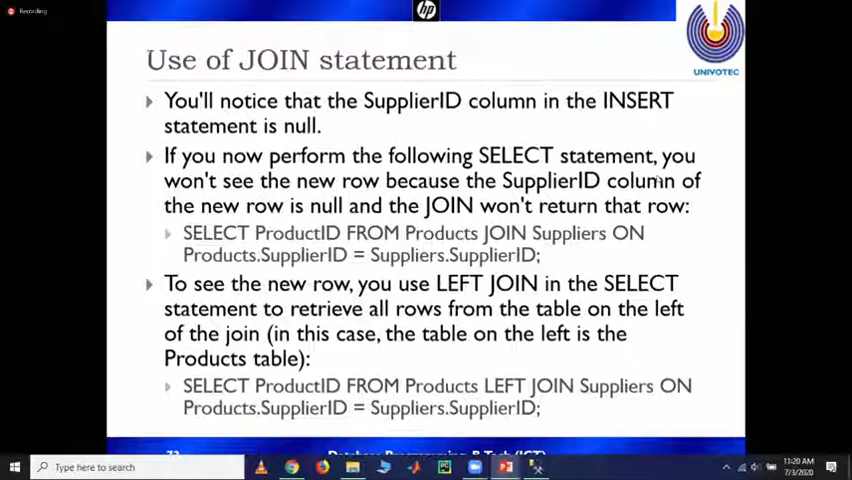 Recording
hp
Use of JOIN statement
UNIVOTEC
You'll notice that the SupplierID column in the INSERT
statement is null.
If you now perform the following SELECT statement, you
won't see the new row because the SupplierID column of
the new row is null and the JOIN won't return that row:
SELECT ProductID FROM Products JOIN Suppliers ON
Products.SupplierID = Suppliers.SupplierID;
To see the new row, you use LEFT JOIN in the SELECT
statement to retrieve all rows from the table on the left
of the join (in this case, the table on the left is the
Products table):
SELECT ProductID FROM Products LEFT JOIN Suppliers ON
Products.SupplierID = Suppliers.SupplierID;
Database Programming B Tech (ICT)
Type here to search
PC
11:20 AM
7/3/2020